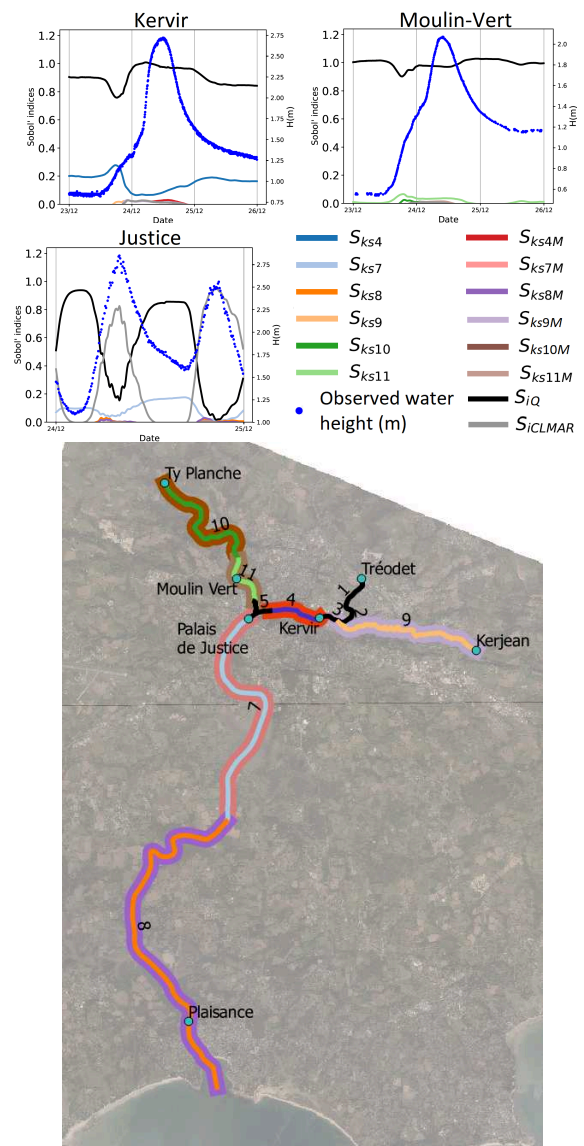 Kervir
Moulin-Vert
1.2
1.0
0.8
0.6
0.4
0.2
0.0
Sobol' indices
2.75
2.50
2.25
2.00
1.75
1.50
1.25
1.00
0.75
H(m)
23/12
24/12
25/12
26/12
Date
1.2
1.0
0.8
0.6
0.4
0.2
0.0
Sobol' indices
2.0
1.8
1.6
1.4
1.2
1.0
0.8
0.6
H(m)
23/12
24/12
25/12
26/12
Date
Justice
1.2
1.0
0.8
0.6
0.4
0.2
0.0
Sobol' indices
2.75
2.50
2.25
2.00
1.75
1.50
1.25
1.00
H(m)
24/12
25/12
Date
Sks4
Sks7
Sks8
Sks9
Sks10
Sks11
Observed water
height (m)
Sks4M
Sks7M
Sks8M
Sks9M
Sks10M
Sks11M
SiQ
SiCLMAR
Ty Planche
10
11
Moulin Vert
Tréodet
1
2
3
4
5
9
Kervir
Kerjean
Palais
de Justice
7
8
Plaisance